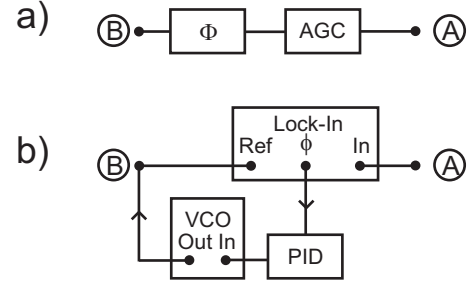 a)
B Φ AGC A
b)
Lock-In
B Ref ϕ In A
VCO
Out In PID